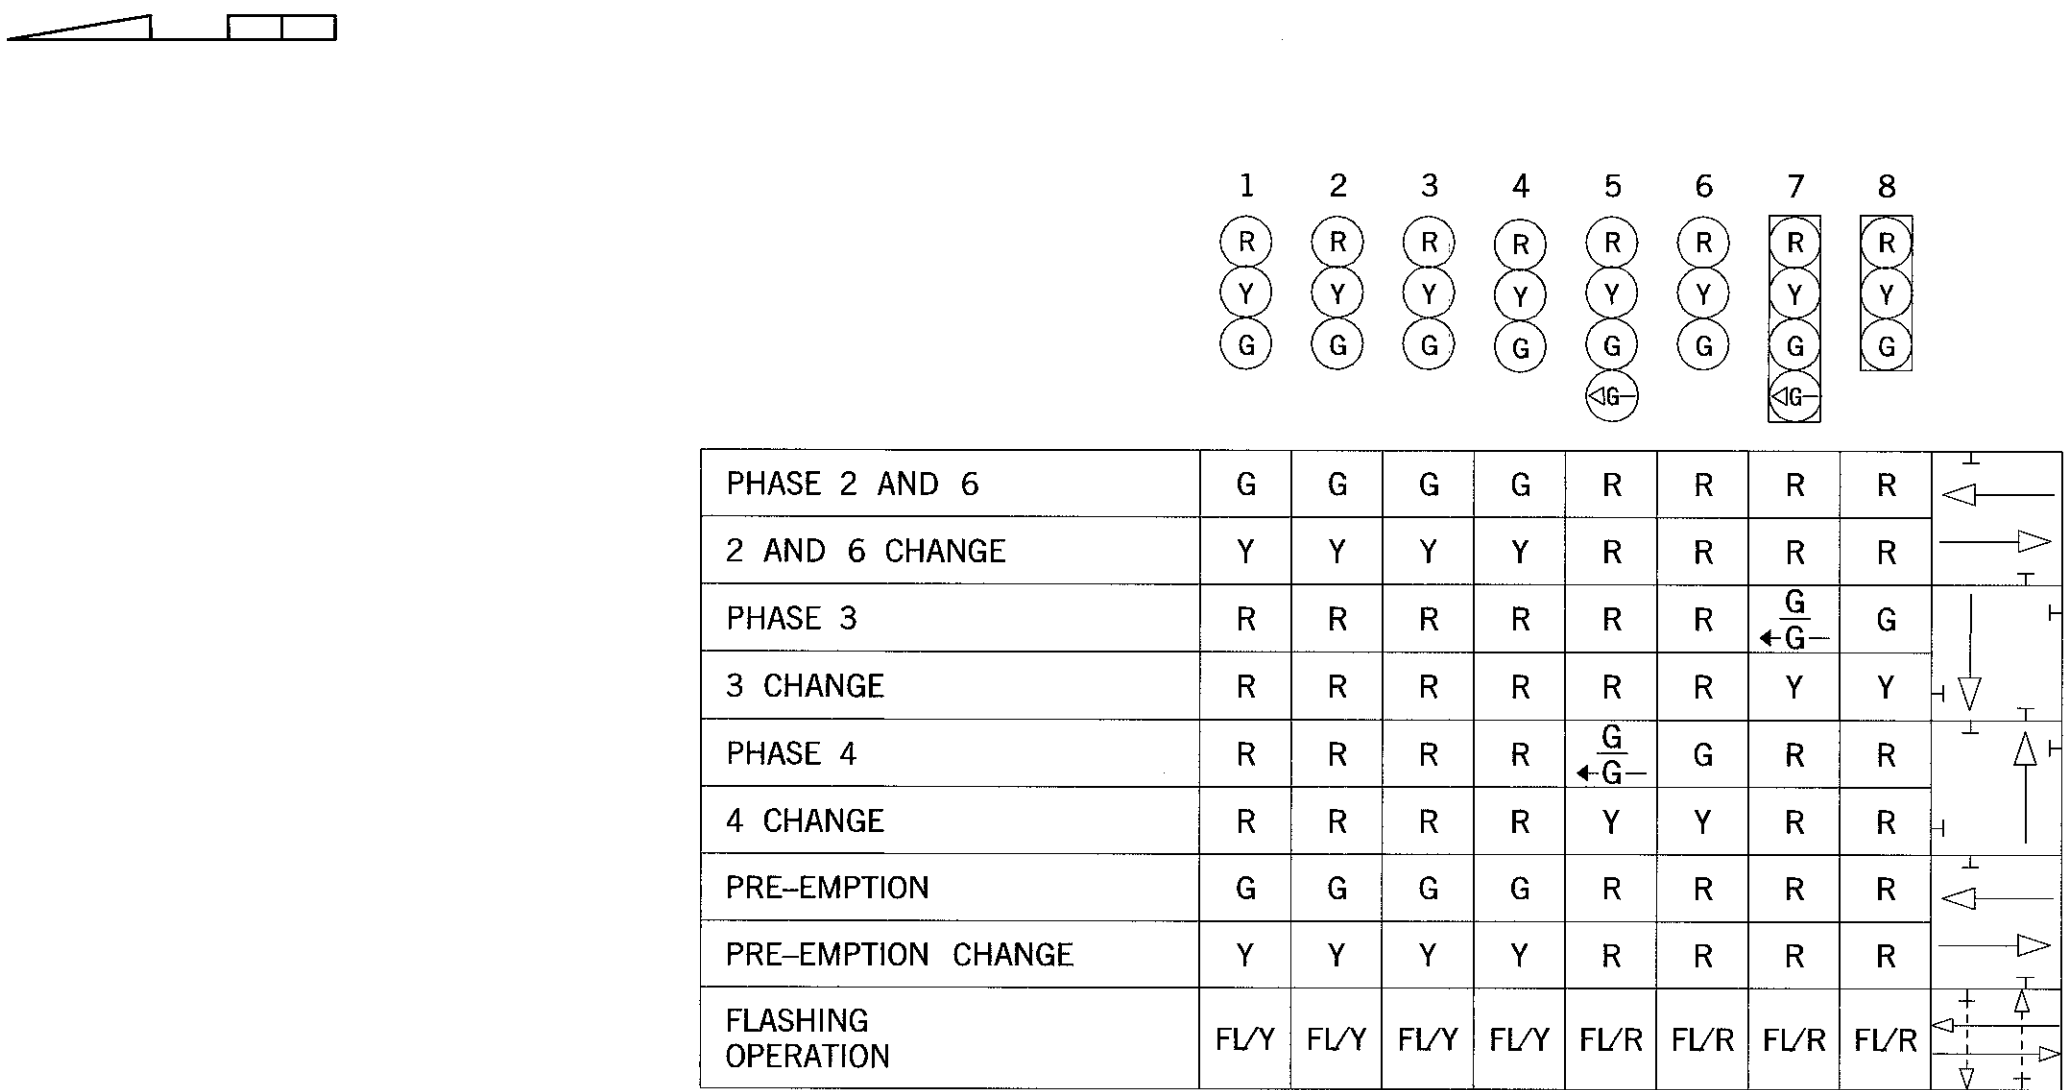 1 2 3 4 5 6 7 8
R R R R R R R R
Y Y Y Y Y Y Y Y
G G G G G G G G
G G
PHASE 2 AND 6 G G G G R R R R
2 AND 6 CHANGE Y Y Y Y R R R R
PHASE 3 R R R R R R G G G
3 CHANGE R R R R R R Y Y
PHASE 4 R R R R G G G R R
4 CHANGE R R R R Y Y R R
PRE-EMPTION G G G G R R R R
PRE-EMPTION CHANGE Y Y Y Y R R R R
FLASHING
OPERATION FL/Y FL/Y FL/Y FL/Y FL/R FL/R FL/R FL/R